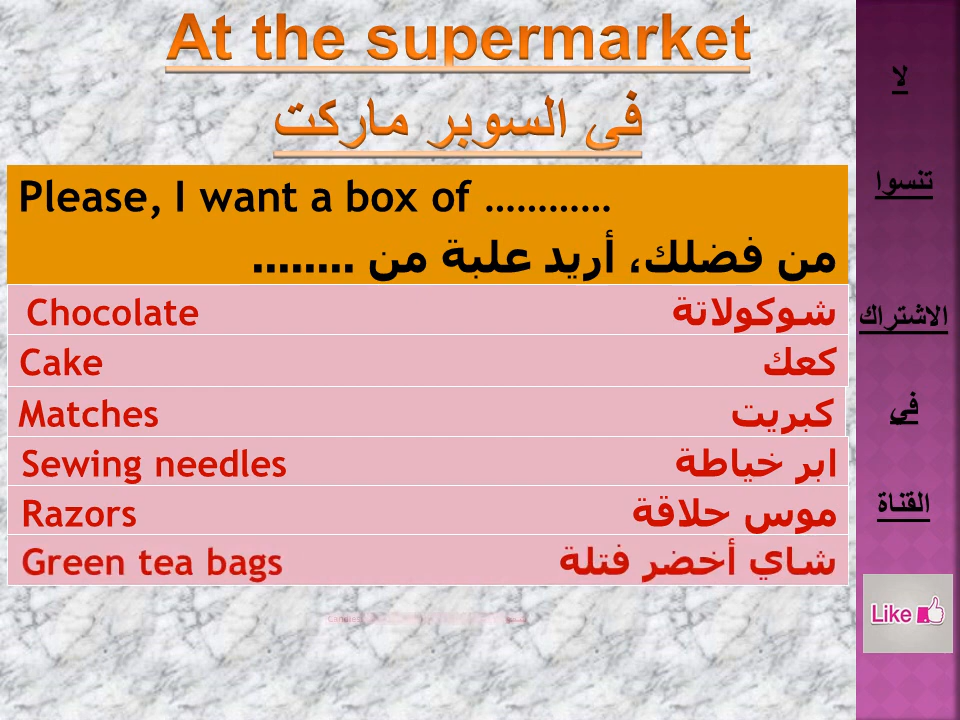 At the supermarket
فى السوبر ماركت
Please, I want a box of …………
من فضلك، أريد علبة من ........
Chocolate شوكولاتة
Cake كعك
Matches كبريت
Sewing needles ابر خياطة
Razors موس حلاقة
Green tea bags شاي أخضر فتلة
لا
تنسوا
الاشتراك
في
القناة
Like